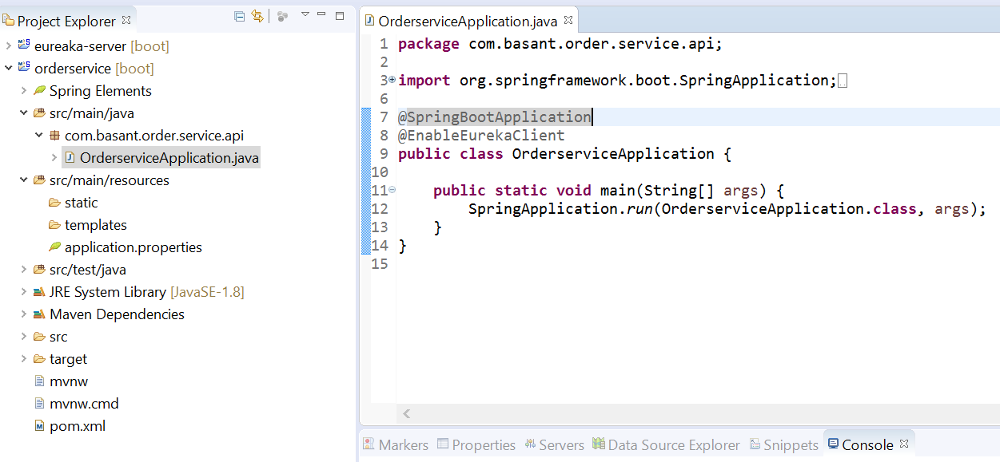 Project Explorer
eureaka-server [boot]
orderservice [boot]
Spring Elements
src/main/java
com.basant.order.service.api
OrderserviceApplication.java
src/main/resources
static
templates
application.properties
src/test/java
JRE System Library [JavaSE-1.8]
Maven Dependencies
src
target
mvnw
mvnw.cmd
pom.xml
OrderserviceApplication.java
1 package com.basant.order.service.api;
2
3 import org.springframework.boot.SpringApplication;
6
7 @SpringBootApplication
8 @EnableEurekaClient
9 public class OrderserviceApplication {
10
11 public static void main(String[] args) {
12 SpringApplication.run(OrderserviceApplication.class, args);
13 }
14 }
15
Markers Properties Servers Data Source Explorer Snippets Console